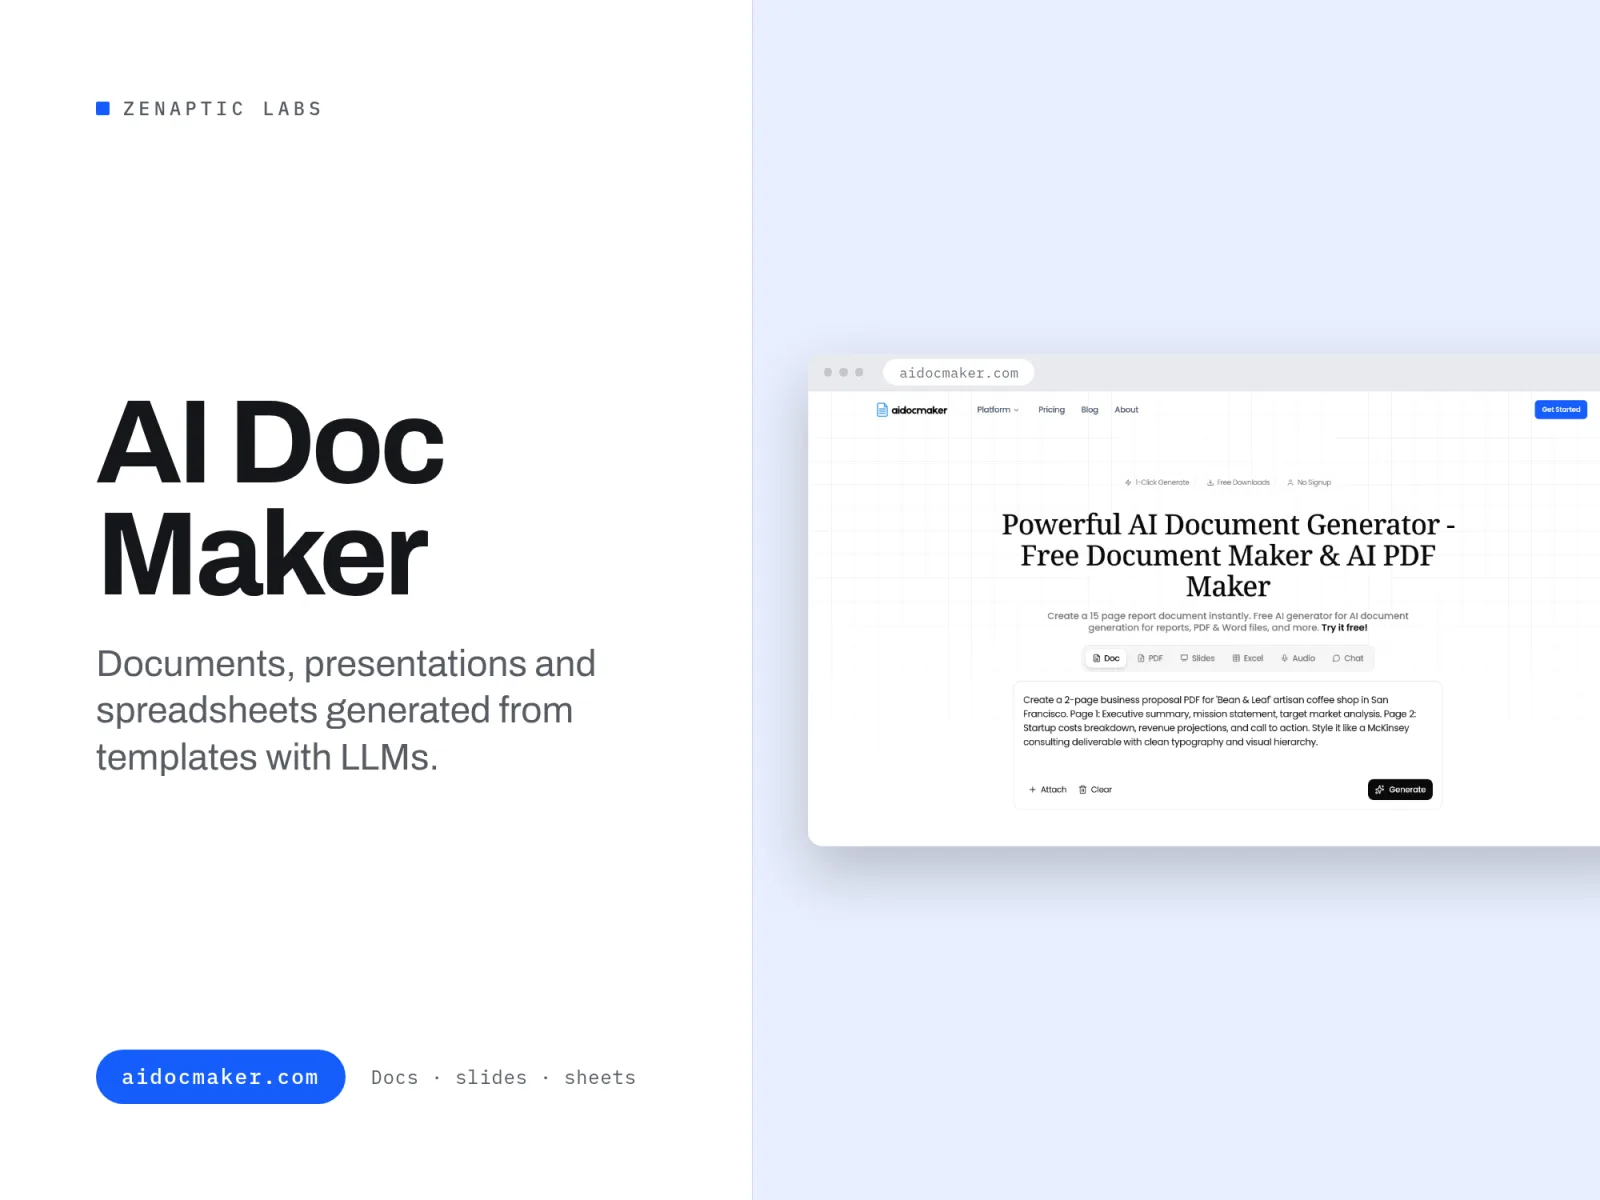 ZENAPTIC LABS
AI Doc
Maker
Documents, presentations and
spreadsheets generated from
templates with LLMs.
aidocmaker.com
Docs · slides · sheets
aidocmaker.com
aidocmaker
Platform
Pricing
Blog
About
Get Started
1-Click Generate
Free Downloads
No Signup
Powerful AI Document Generator -
Free Document Maker & AI PDF
Maker
Create a 15 page report document instantly. Free AI generator for AI document
generation for reports, PDF & Word files, and more. Try it free!
Doc
PDF
Slides
Excel
Audio
Chat
Create a 2-page business proposal PDF for 'Bean & Leaf' artisan coffee shop in San
Francisco. Page 1: Executive summary, mission statement, target market analysis. Page 2:
Startup costs breakdown, revenue projections, and call to action. Style it like a McKinsey
consulting deliverable with clean typography and visual hierarchy.
Attach
Clear
Generate